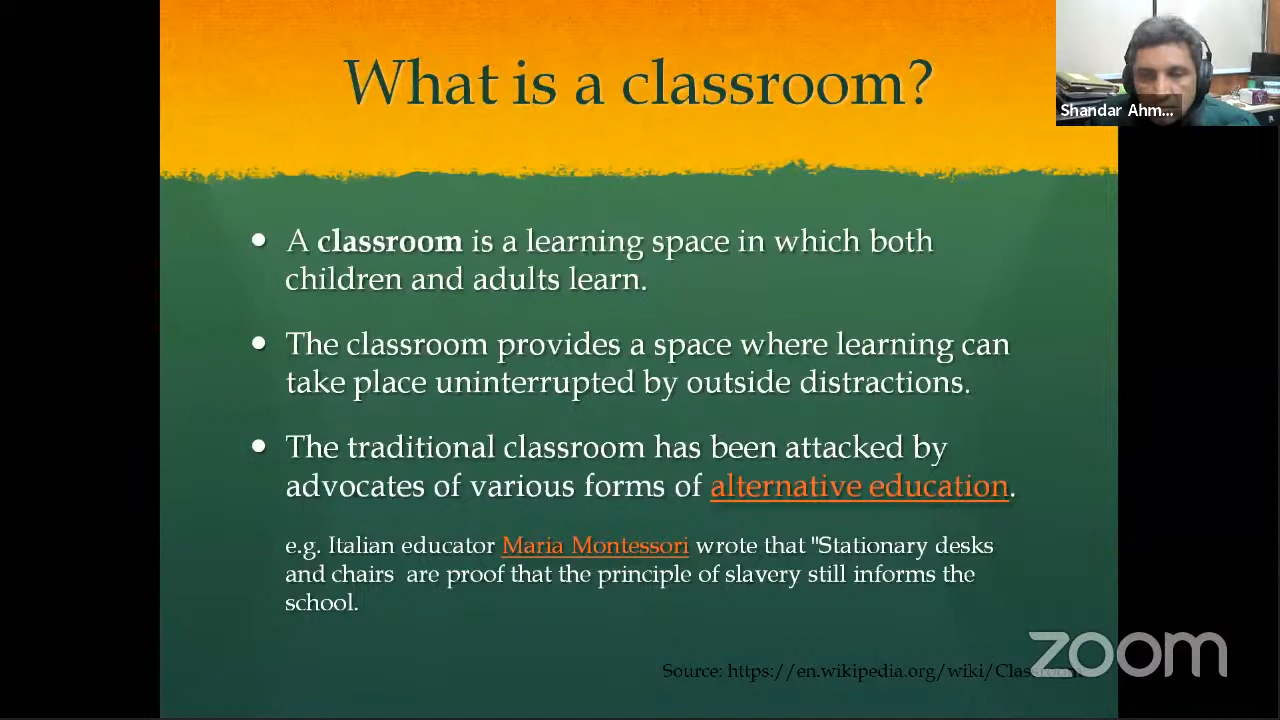 What is a classroom?
Shandar Ahm...
• A classroom is a learning space in which both
children and adults learn.
• The classroom provides a space where learning can
take place uninterrupted by outside distractions.
• The traditional classroom has been attacked by
advocates of various forms of alternative education.
e.g. Italian educator Maria Montessori wrote that "Stationary desks
and chairs are proof that the principle of slavery still informs the
school.
zoom
Source: https://en.wikipedia.org/wiki/Classroom